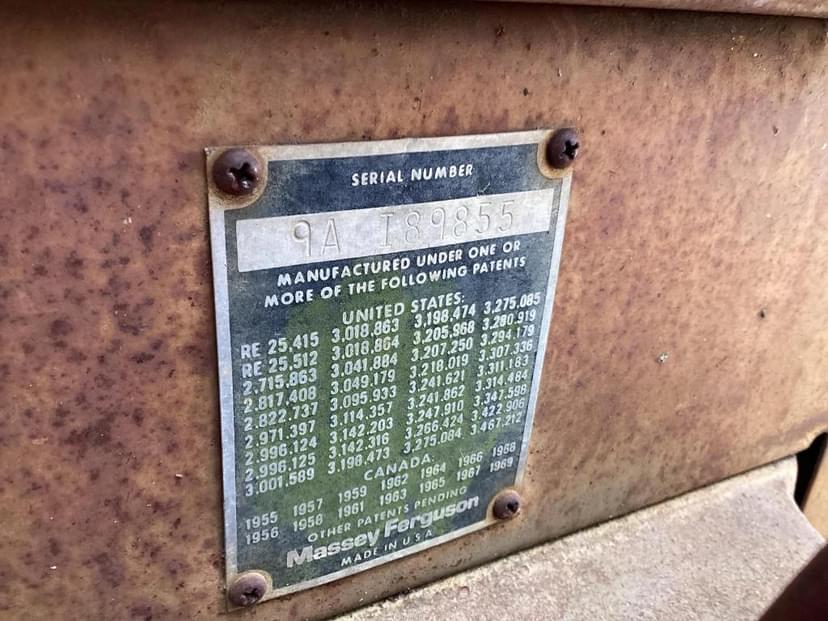 SERIAL NUMBER
9A I89855
MANUFACTURED UNDER ONE OR
MORE OF THE FOLLOWING PATENTS
UNITED STATES:
RE 25,415 3,018,863 3,198,474 3,275,085
RE 25,512 3,018,864 3,205,968 3,280,919
2,715,863 3,041,884 3,207,250 3,294,179
2,817,408 3,049,179 3,218,019 3,307,336
2,822,737 3,095,933 3,241,621 3,311,183
2,971,397 3,114,357 3,241,862 3,314,484
2,996,124 3,142,203 3,247,910 3,347,598
2,996,125 3,142,316 3,266,424 3,422,906
3,001,589 3,198,473 3,275,084 3,467,212
CANADA:
1955 1957 1959 1962 1964 1966 1968
1956 1958 1961 1963 1965 1967 1969
OTHER PATENTS PENDING
Massey Ferguson
MADE IN U S A